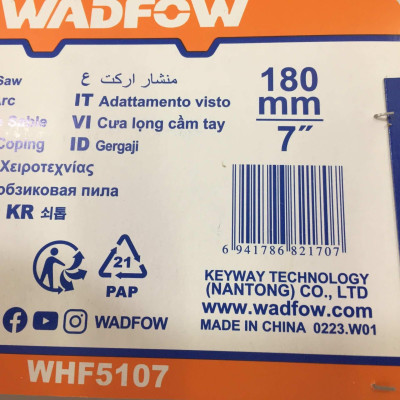 WADFOW
Saw
ع منشار اركت
180
mm
7"
Arc
IT Adattamento visto
Sable
VI Cưa lọng cầm tay
Coping
ID Gergaji
Χειροτεχνίας
обзиковая пила
KR 쇠톱
6 941786 821707
21
PAP
KEYWAY TECHNOLOGY
(NANTONG) CO., LTD
www.wadfow.com
MADE IN CHINA 0223.W01
WADFOW
WHF5107